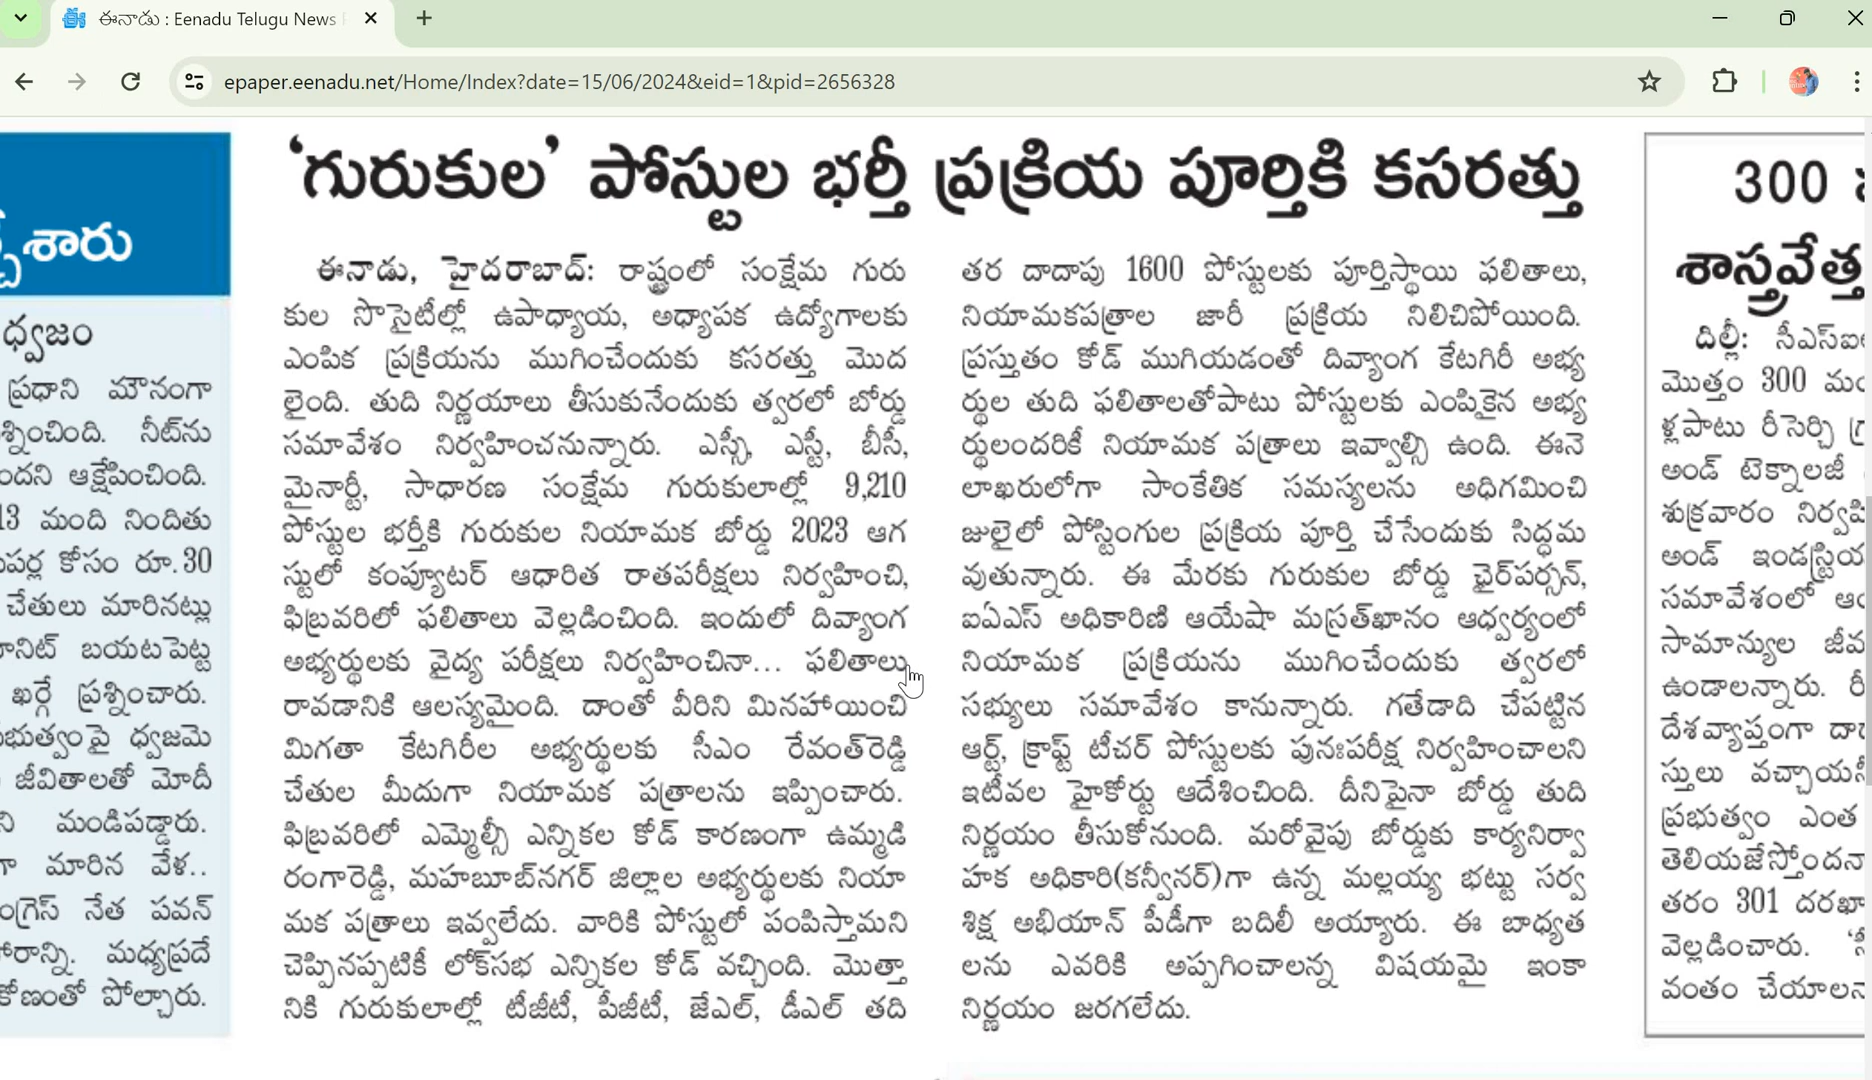 ఈనాడు : Eenadu Telugu News
epaper.eenadu.net/Home/Index?date=15/06/2024&eid=1&pid=2656328
ధ్వజం
ప్రధాని మౌనంగా
శ్నించింది. నీట్‌ను
ందని ఆక్షేపించింది.
13 మంది నిందితు
పర్ల కోసం రూ.30
చేతులు మారినట్లు
ానిట్ బయటపెట్ట
ఖర్గే ప్రశ్నించారు.
భుత్వంపై ధ్వజమె
జీవితాలతో మోదీ
ని మండిపడ్డారు.
గా మారిన వేళ..
ంగ్రెస్ నేత పవన్
ోరాన్ని. మధ్యప్రదే
కోణంతో పోల్చారు.
‘గురుకుల’ పోస్టుల భర్తీ ప్రక్రియ పూర్తికి కసరత్తు
ఈనాడు, హైదరాబాద్: రాష్ట్రంలో సంక్షేమ గురు
కుల సొసైటీల్లో ఉపాధ్యాయ, అధ్యాపక ఉద్యోగాలకు
ఎంపిక ప్రక్రియను ముగించేందుకు కసరత్తు మొద
లైంది. తుది నిర్ణయాలు తీసుకునేందుకు త్వరలో బోర్డు
సమావేశం నిర్వహించనున్నారు. ఎస్సీ, ఎస్టీ, బీసీ,
మైనార్టీ, సాధారణ సంక్షేమ గురుకులాల్లో 9,210
పోస్టుల భర్తీకి గురుకుల నియామక బోర్డు 2023 ఆగ
స్టులో కంప్యూటర్ ఆధారిత రాతపరీక్షలు నిర్వహించి,
ఫిబ్రవరిలో ఫలితాలు వెల్లడించింది. ఇందులో దివ్యాంగ
అభ్యర్థులకు వైద్య పరీక్షలు నిర్వహించినా... ఫలితాలు
రావడానికి ఆలస్యమైంది. దాంతో వీరిని మినహాయించి
మిగతా కేటగిరీల అభ్యర్థులకు సీఎం రేవంత్‌రెడ్డి
చేతుల మీదుగా నియామక పత్రాలను ఇప్పించారు.
ఫిబ్రవరిలో ఎమ్మెల్సీ ఎన్నికల కోడ్ కారణంగా ఉమ్మడి
రంగారెడ్డి, మహబూబ్‌నగర్ జిల్లాల అభ్యర్థులకు నియా
మక పత్రాలు ఇవ్వలేదు. వారికి పోస్టులో పంపిస్తామని
చెప్పినప్పటికీ లోక్‌సభ ఎన్నికల కోడ్ వచ్చింది. మొత్తా
నికి గురుకులాల్లో టీజీటీ, పీజీటీ, జేఎల్, డీఎల్ తది
తర దాదాపు 1600 పోస్టులకు పూర్తిస్థాయి ఫలితాలు,
నియామకపత్రాల జారీ ప్రక్రియ నిలిచిపోయింది.
ప్రస్తుతం కోడ్ ముగియడంతో దివ్యాంగ కేటగిరీ అభ్య
ర్థుల తుది ఫలితాలతోపాటు పోస్టులకు ఎంపికైన అభ్య
ర్థులందరికీ నియామక పత్రాలు ఇవ్వాల్సి ఉంది. ఈనె
లాఖరులోగా సాంకేతిక సమస్యలను అధిగమించి
జులైలో పోస్టింగుల ప్రక్రియ పూర్తి చేసేందుకు సిద్ధమ
వుతున్నారు. ఈ మేరకు గురుకుల బోర్డు ఛైర్‌పర్సన్,
ఐఏఎస్ అధికారిణి ఆయేషా మస్రత్‌ఖానం ఆధ్వర్యంలో
నియామక ప్రక్రియను ముగించేందుకు త్వరలో
సభ్యులు సమావేశం కానున్నారు. గతేడాది చేపట్టిన
ఆర్ట్, క్రాఫ్ట్ టీచర్ పోస్టులకు పునఃపరీక్ష నిర్వహించాలని
ఇటీవల హైకోర్టు ఆదేశించింది. దీనిపైనా బోర్డు తుది
నిర్ణయం తీసుకోనుంది. మరోవైపు బోర్డుకు కార్యనిర్వా
హక అధికారి(కన్వీనర్)గా ఉన్న మల్లయ్య భట్టు సర్వ
శిక్ష అభియాన్ పీడీగా బదిలీ అయ్యారు. ఈ బాధ్యత
లను ఎవరికి అప్పగించాలన్న విషయమై ఇంకా
నిర్ణయం జరగలేదు.
300
శాస్త్రవేత్త
దిల్లీ: సీఎస్ఐ
మొత్తం 300 మం
ళ్లపాటు రీసెర్చి
అండ్ టెక్నాలజీ
శుక్రవారం నిర్వహి
అండ్ ఇండస్ట్రియ
సమావేశంలో
సామాన్యుల జీవ
ఉండాలన్నారు.
దేశవ్యాప్తంగా దా
స్తులు వచ్చాయ
ప్రభుత్వం ఎంత
తెలియజేస్తోందనా
తరం 301 దరఖా
వెల్లడించారు.
వంతం చేయాల